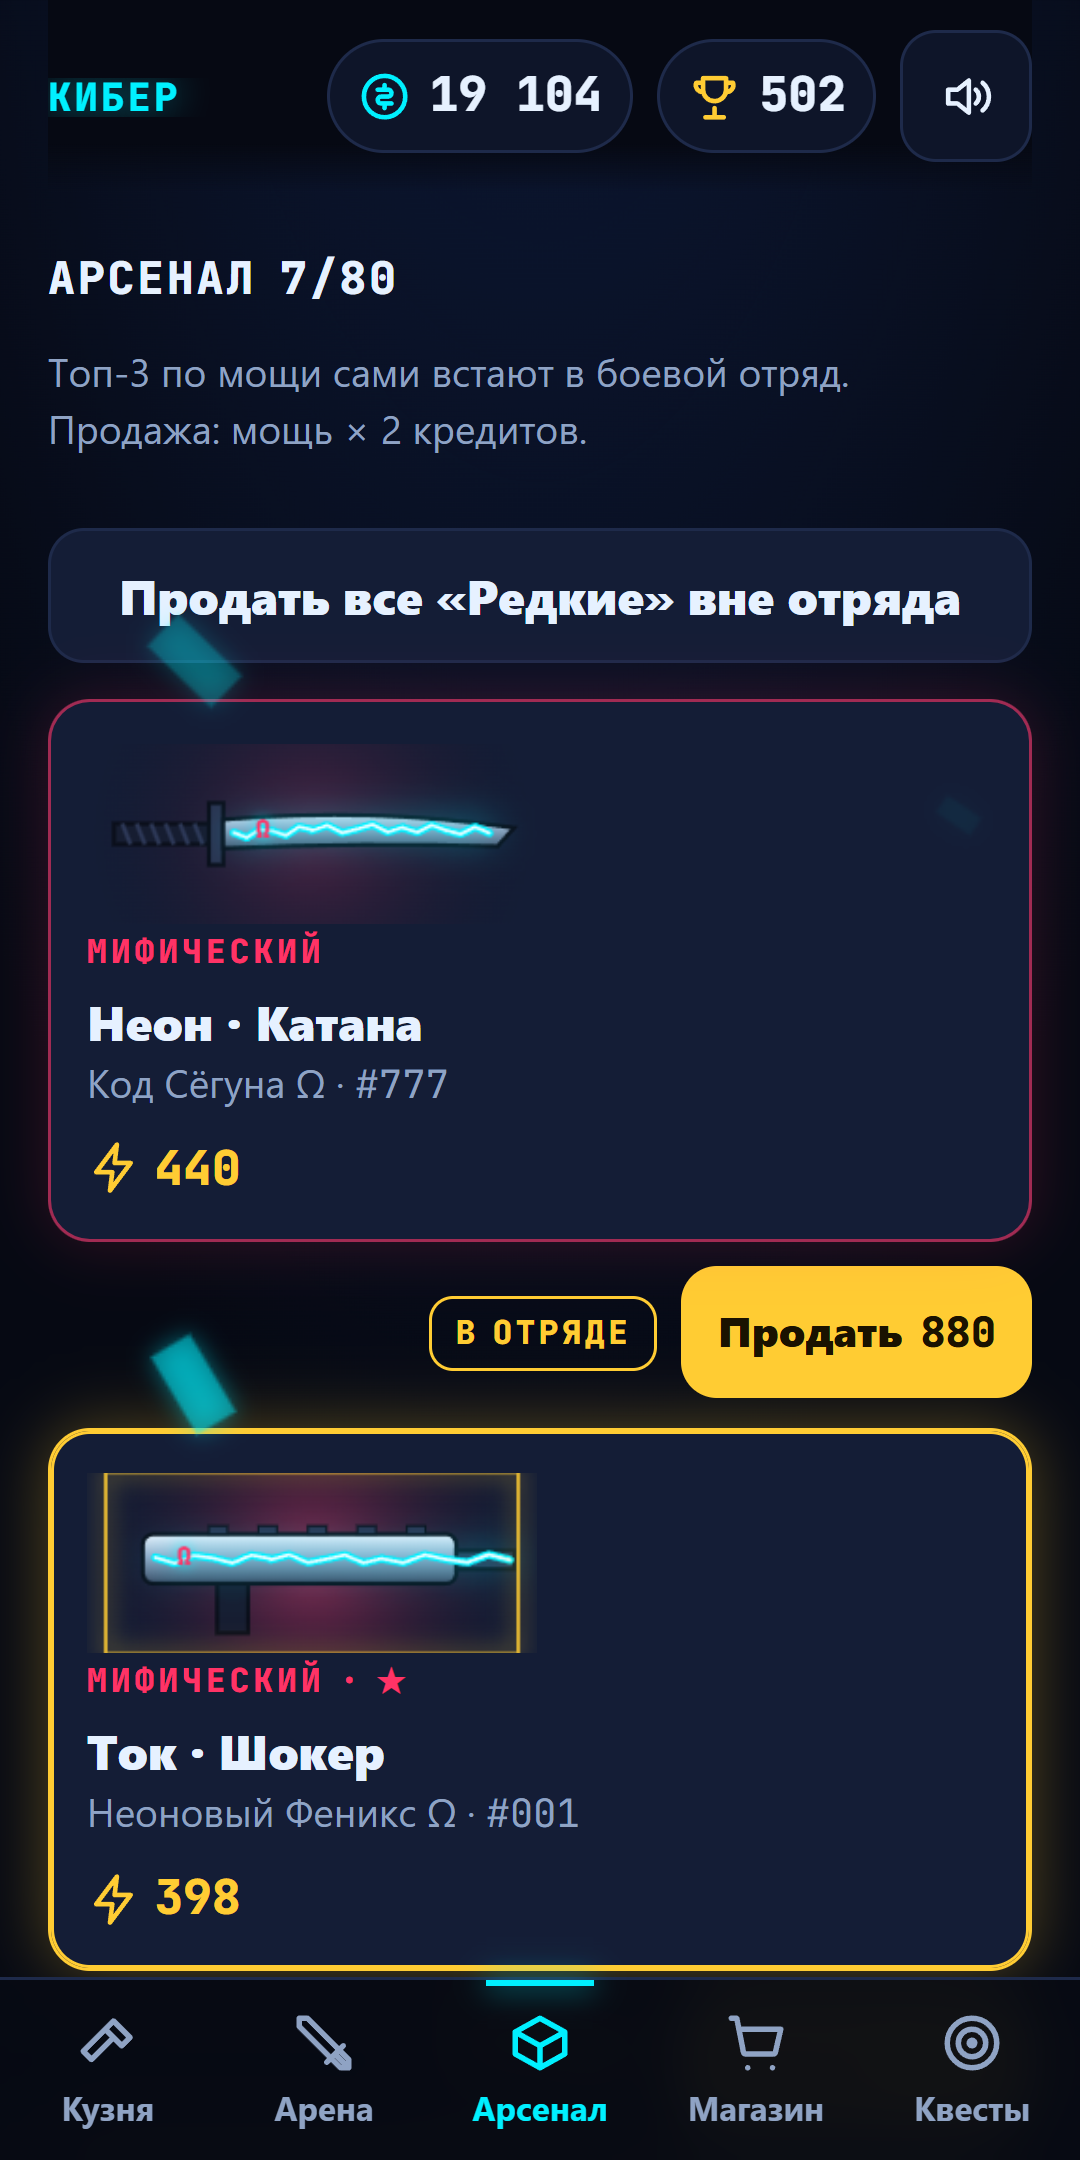 КИБЕР
19 104
502
АРСЕНАЛ 7/80
Топ-3 по мощи сами встают в боевой отряд.
Продажа: мощь × 2 кредитов.
Продать все «Редкие» вне отряда
Ω
МИФИЧЕСКИЙ
Неон · Катана
Код Сёгуна Ω · #777
440
В ОТРЯДЕ
Продать 880
Ω
МИФИЧЕСКИЙ · ★
Ток · Шокер
Неоновый Феникс Ω · #001
398
Кузня
Арена
Арсенал
Магазин
Квесты